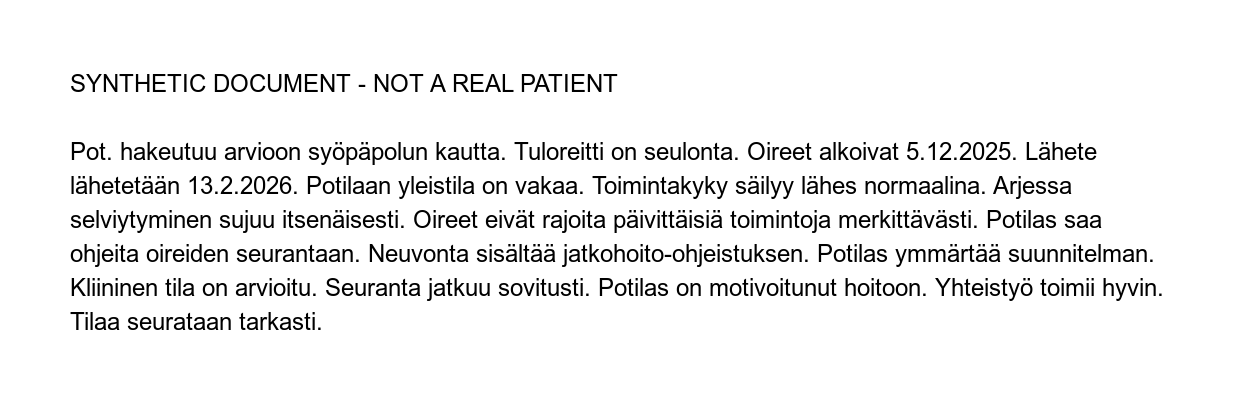 SYNTHETIC DOCUMENT - NOT A REAL PATIENT
Pot. hakeutuu arvioon syöpäpolun kautta. Tuloreitti on seulonta. Oireet alkoivat 5.12.2025. Lähete
lähetetään 13.2.2026. Potilaan yleistila on vakaa. Toimintakyky säilyy lähes normaalina. Arjessa
selviytyminen sujuu itsenäisesti. Oireet eivät rajoita päivittäisiä toimintoja merkittävästi. Potilas saa
ohjeita oireiden seurantaan. Neuvonta sisältää jatkohoito-ohjeistuksen. Potilas ymmärtää suunnitelman.
Kliininen tila on arvioitu. Seuranta jatkuu sovitusti. Potilas on motivoitunut hoitoon. Yhteistyö toimii hyvin.
Tilaa seurataan tarkasti.